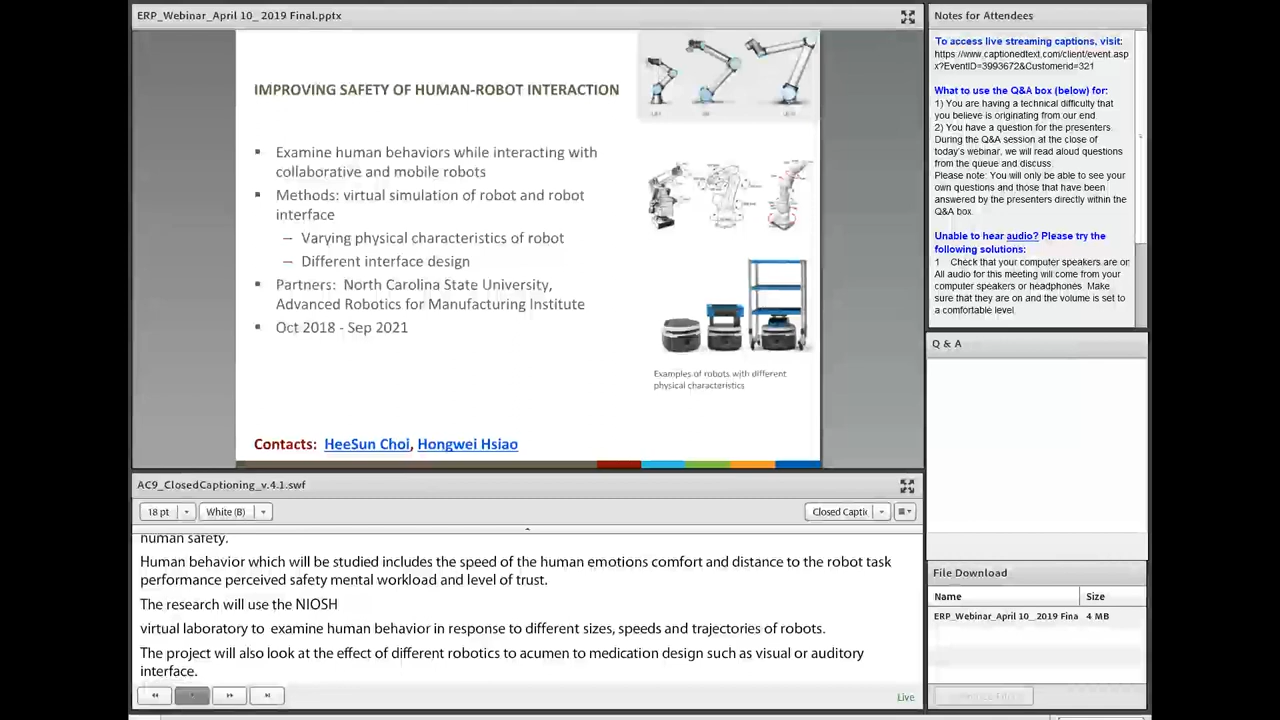 ERP_Webinar_April 10_ 2019 Final.pptx
IMPROVING SAFETY OF HUMAN-ROBOT INTERACTION
▪ Examine human behaviors while interacting with
collaborative and mobile robots
▪ Methods: virtual simulation of robot and robot
interface
– Varying physical characteristics of robot
– Different interface design
▪ Partners: North Carolina State University,
Advanced Robotics for Manufacturing Institute
▪ Oct 2018 - Sep 2021
Examples of robots with different
physical characteristics
Contacts: HeeSun Choi, Hongwei Hsiao
AC9_ClosedCaptioning_v.4.1.swf
18 pt White (B) Closed Capti
human safety.
Human behavior which will be studied includes the speed of the human emotions comfort and distance to the robot task
performance perceived safety mental workload and level of trust.
The research will use the NIOSH
virtual laboratory to examine human behavior in response to different sizes, speeds and trajectories of robots.
The project will also look at the effect of different robotics to acumen to medication design such as visual or auditory
interface.
Live
Notes for Attendees
To access live streaming captions, visit:
https://www.captionedtext.com/client/event.asp
x?EventID=3993672&Customerid=321
What to use the Q&A box (below) for:
1) You are having a technical difficulty that
you believe is originating from our end
2) You have a question for the presenters.
During the Q&A session at the close of
today's webinar, we will read aloud questions
from the queue and discuss.
Please note: You will only be able to see your
own questions and those that have been
answered by the presenters directly within the
Q&A box.
Unable to hear audio? Please try the
following solutions:
1 Check that your computer speakers are on
All audio for this meeting will come from your
computer speakers or headphones. Make
sure that they are on and the volume is set to
a comfortable level.
Q & A
File Download
Name Size
ERP_Webinar_April 10_ 2019 Fina 4 MB